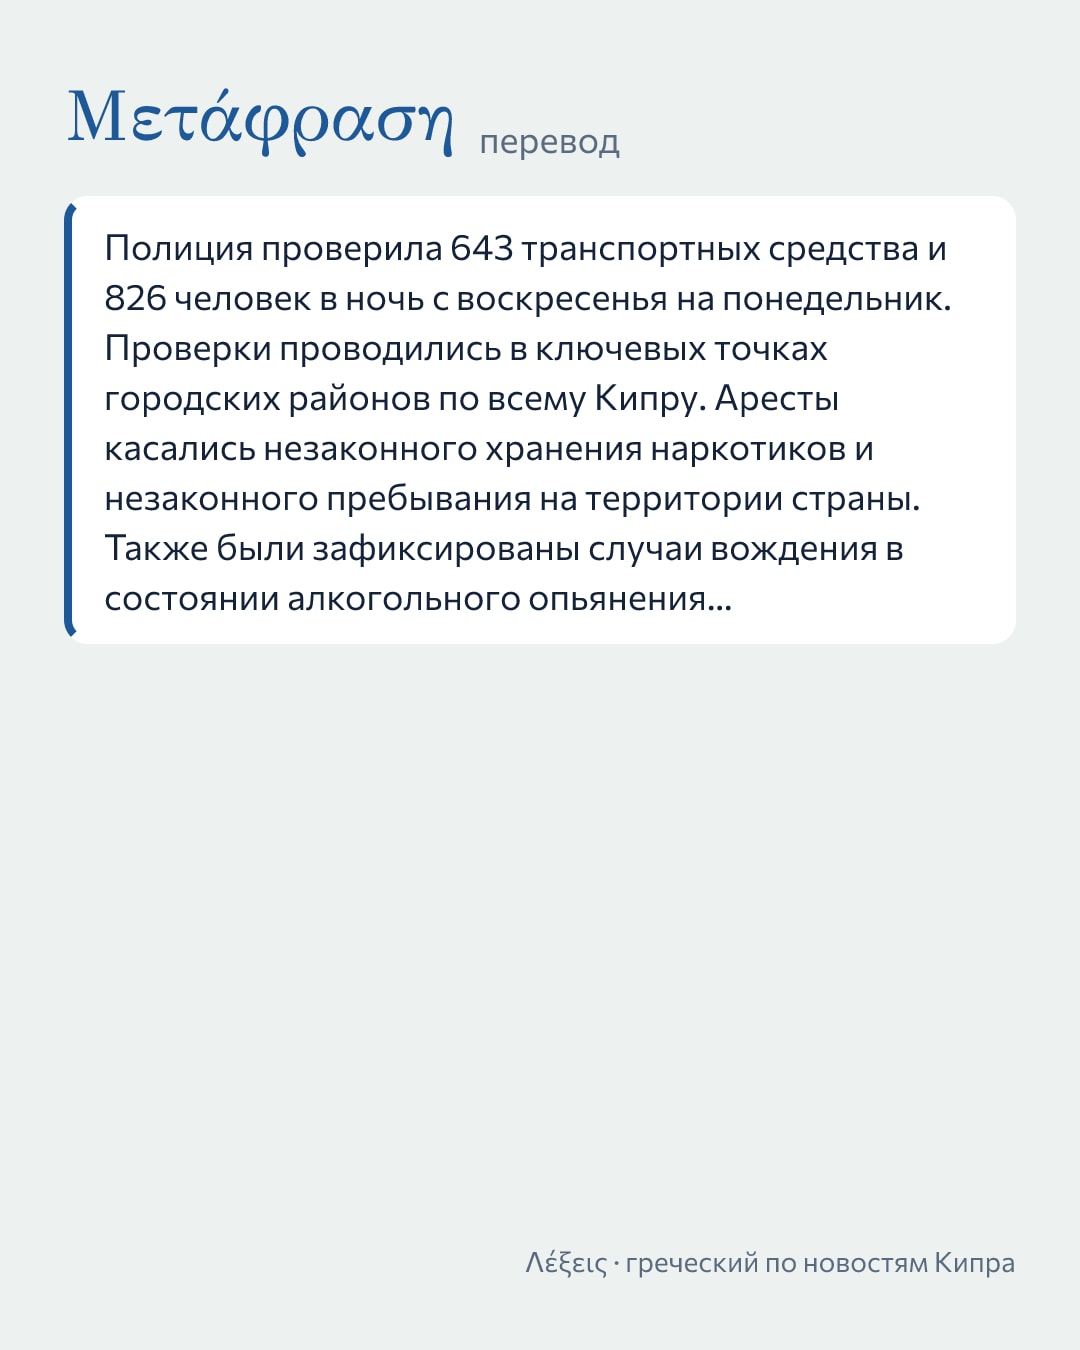 Μετάφραση перевод
Полиция проверила 643 транспортных средства и
826 человек в ночь с воскресенья на понедельник.
Проверки проводились в ключевых точках
городских районов по всему Кипру. Аресты
касались незаконного хранения наркотиков и
незаконного пребывания на территории страны.
Также были зафиксированы случаи вождения в
состоянии алкогольного опьянения...
Λέξεις · греческий по новостям Кипра